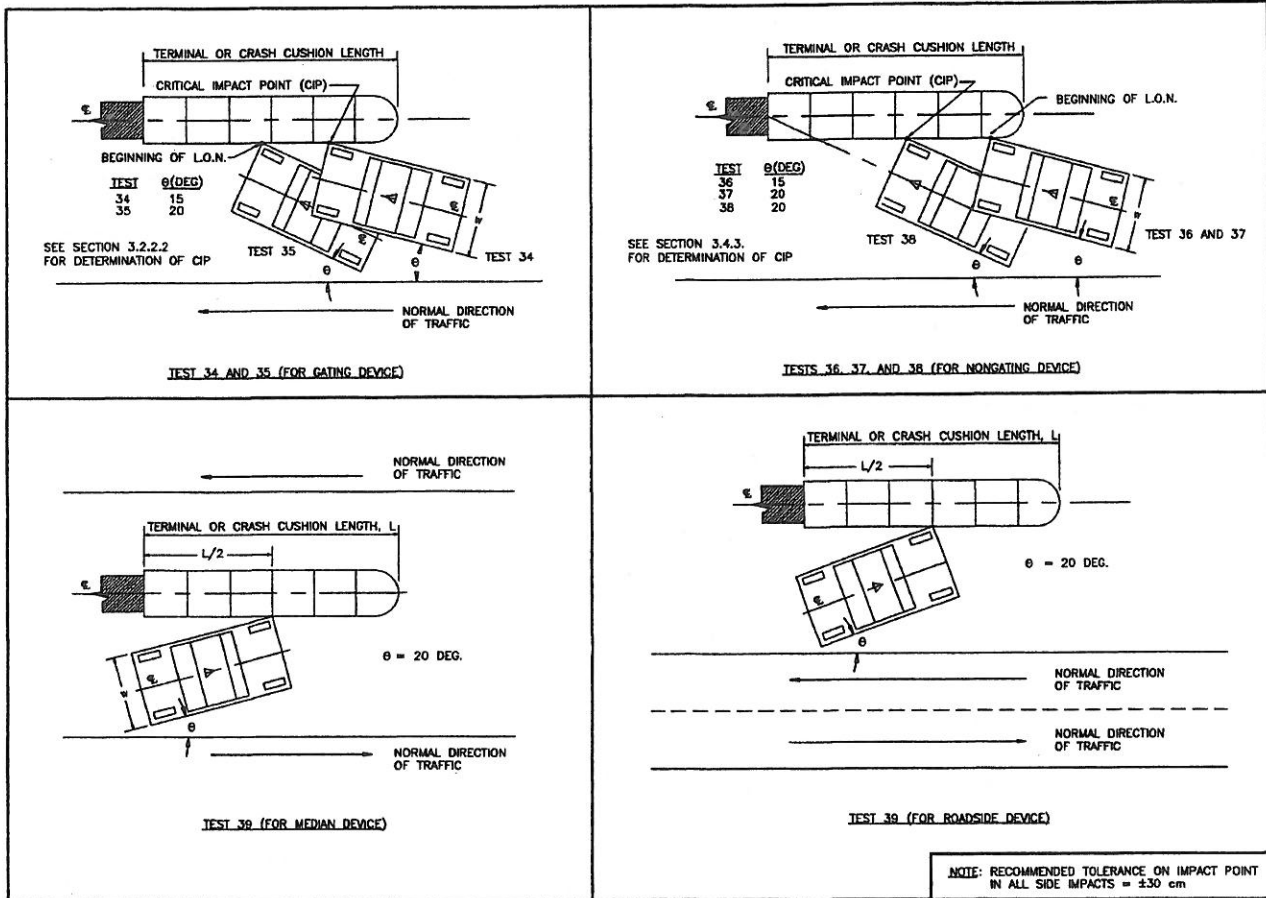 TERMINAL OR CRASH CUSHION LENGTH
CRITICAL IMPACT POINT (CIP)
℄
BEGINNING OF L.O.N.
TEST θ(DEG)
34 15
35 20
SEE SECTION 3.2.2.2
FOR DETERMINATION OF CIP
TEST 35
℄
℄
w
TEST 34
θ
θ
NORMAL DIRECTION
OF TRAFFIC
TEST 34 AND 35 (FOR GATING DEVICE)
TERMINAL OR CRASH CUSHION LENGTH
CRITICAL IMPACT POINT (CIP)
BEGINNING OF L.O.N.
℄
TEST θ(DEG)
36 15
37 20
38 20
SEE SECTION 3.4.3.
FOR DETERMINATION OF CIP
TEST 38
℄
w
TEST 36 AND 37
θ
θ
NORMAL DIRECTION
OF TRAFFIC
TESTS 36, 37, AND 38 (FOR NONGATING DEVICE)
NORMAL DIRECTION
OF TRAFFIC
TERMINAL OR CRASH CUSHION LENGTH, L
L/2
℄
℄
w
θ = 20 DEG.
θ
NORMAL DIRECTION
OF TRAFFIC
TEST 39 (FOR MEDIAN DEVICE)
TERMINAL OR CRASH CUSHION LENGTH, L
L/2
℄
θ = 20 DEG.
℄
θ
NORMAL DIRECTION
OF TRAFFIC
NORMAL DIRECTION
OF TRAFFIC
TEST 39 (FOR ROADSIDE DEVICE)
NOTE: RECOMMENDED TOLERANCE ON IMPACT POINT
IN ALL SIDE IMPACTS = ±30 cm